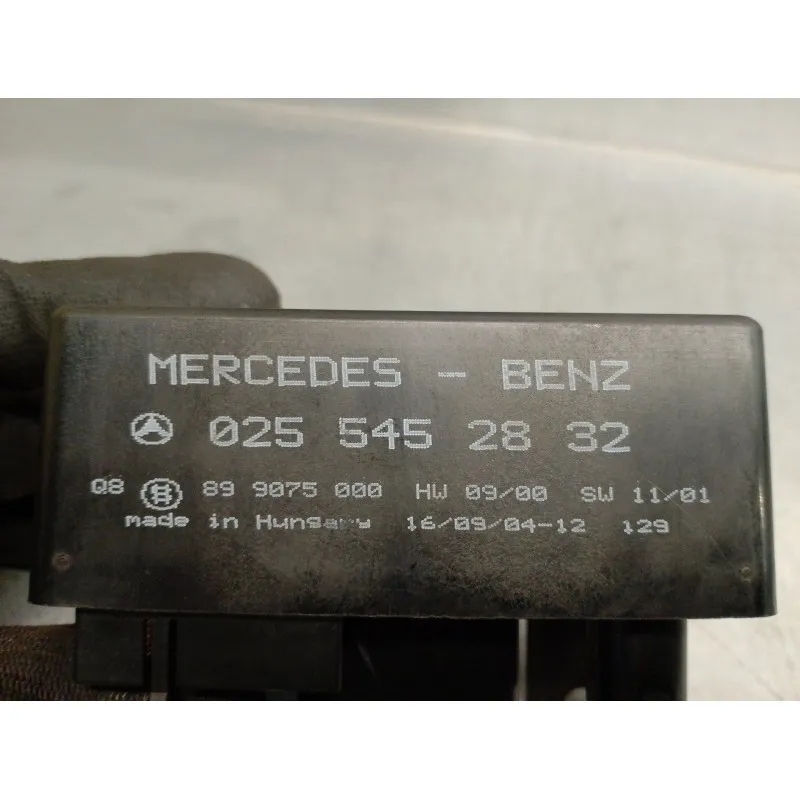 MERCEDES - BENZ
025 545 28 32
Q8 89 9075 000 HW 09/00 SW 11/01
made in Hungary 16/09/04-12 129